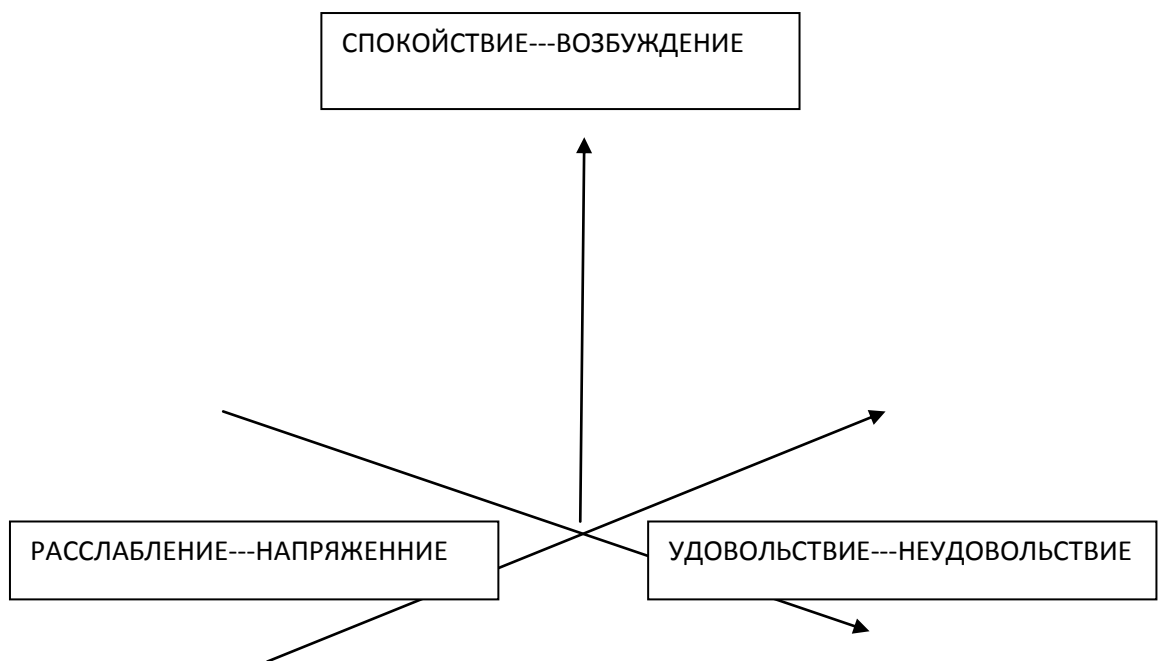 СПОКОЙСТВИЕ---ВОЗБУЖДЕНИЕ
РАССЛАБЛЕНИЕ---НАПРЯЖЕННИЕ
УДОВОЛЬСТВИЕ---НЕУДОВОЛЬСТВИЕ